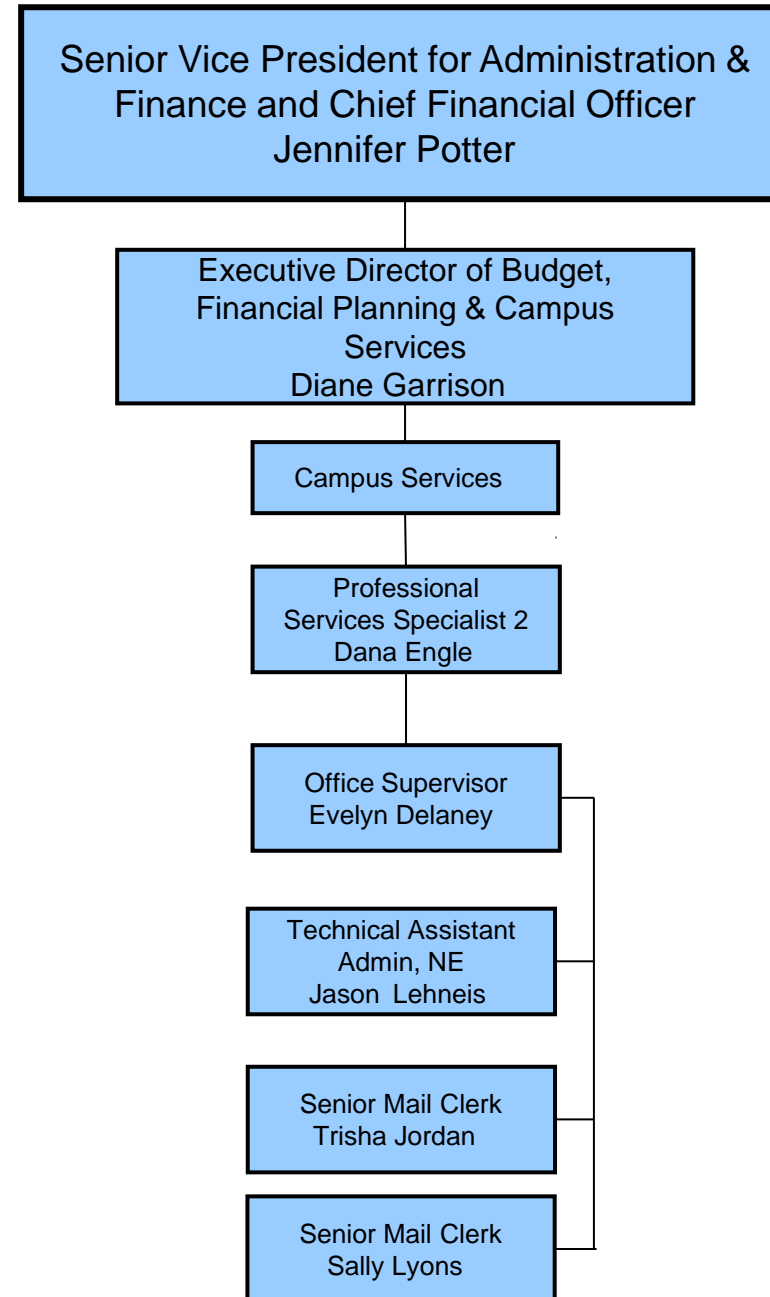 Senior Vice President for Administration &
Finance and Chief Financial Officer
Jennifer Potter
Executive Director of Budget,
Financial Planning & Campus
Services
Diane Garrison
Campus Services
Professional
Services Specialist 2
Dana Engle
Office Supervisor
Evelyn Delaney
Technical Assistant
Admin, NE
Jason Lehneis
Senior Mail Clerk
Trisha Jordan
Senior Mail Clerk
Sally Lyons